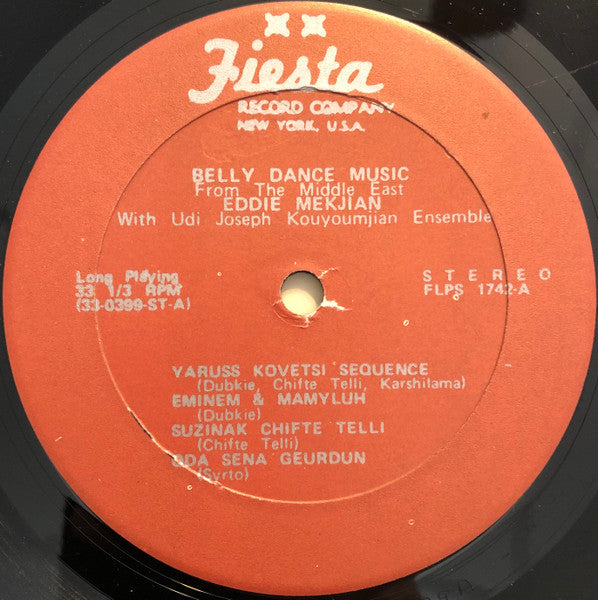 Fiesta
RECORD COMPANY
NEW YORK, U.S.A.
BELLY DANCE MUSIC
From The Middle East
EDDIE MEKJIAN
With Udi Joseph Kouyoumjian Ensemble
Long Playing
33 1/3 RPM
(33-0399-ST-A)
STEREO
FLPS 1742-A
YARUSS KOVETSI SEQUENCE
(Dubkie, Chifte Telli, Karshilama)
EMINEM & MAMYLUH
(Dubkie)
SUZINAK CHIFTE TELLI
(Chifte Telli)
ODA SENA GEURDUN
(Syrto)